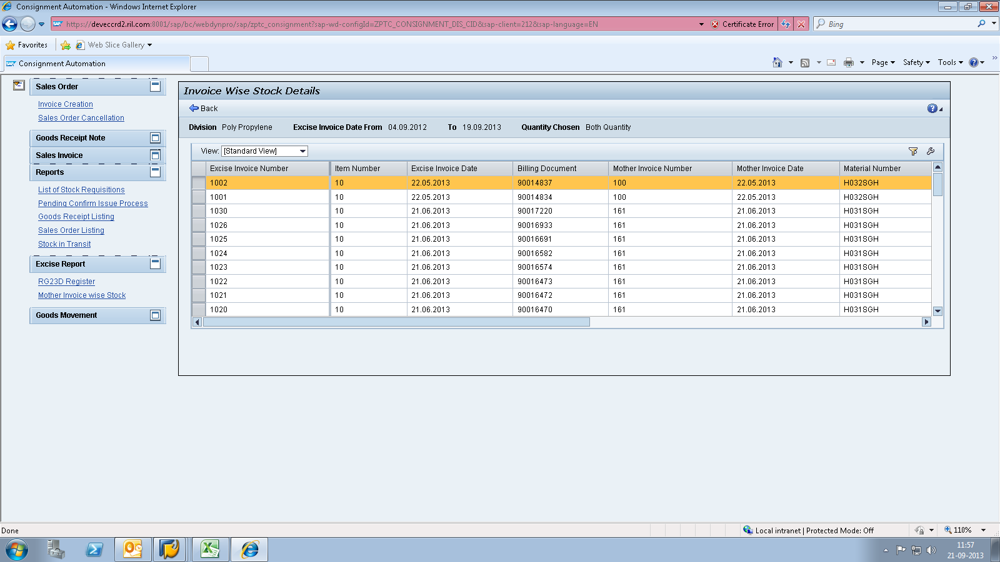 Consignment Automation - Windows Internet Explorer
https://deveccrd2.ril.com:8001/sap/bc/webdynpro/sap/zptc_consignment?sap-wd-configId=ZPTC_CONSIGNMENT_DIS_CID&sap-client=212&sap-language=EN Certificate Error Bing
Favorites Web Slice Gallery
SAP Consignment Automation Page Safety Tools
Sales Order
Invoice Creation
Sales Order Cancellation
Goods Receipt Note
Sales Invoice
Reports
List of Stock Requisitions
Pending Confirm Issue Process
Goods Receipt Listing
Sales Order Listing
Stock in Transit
Excise Report
RG23D Register
Mother Invoice wise Stock
Goods Movement
Invoice Wise Stock Details
Back
Division Poly Propylene Excise Invoice Date From 04.09.2012 To 19.09.2013 Quantity Chosen Both Quantity
View: [Standard View]
Excise Invoice Number Item Number Excise Invoice Date Billing Document Mother Invoice Number Mother Invoice Date Material Number
1002 10 22.05.2013 90014837 100 22.05.2013 H032SGH
1001 10 22.05.2013 90014834 100 22.05.2013 H032SGH
1030 10 21.06.2013 90017220 161 21.06.2013 H031SGH
1026 10 21.06.2013 90016933 161 21.06.2013 H031SGH
1025 10 21.06.2013 90016691 161 21.06.2013 H031SGH
1024 10 21.06.2013 90016582 161 21.06.2013 H031SGH
1023 10 21.06.2013 90016574 161 21.06.2013 H031SGH
1022 10 21.06.2013 90016473 161 21.06.2013 H031SGH
1021 10 21.06.2013 90016472 161 21.06.2013 H031SGH
1020 10 21.06.2013 90016470 161 21.06.2013 H031SGH
Done Local intranet | Protected Mode: Off 110%
11:57
21-09-2013